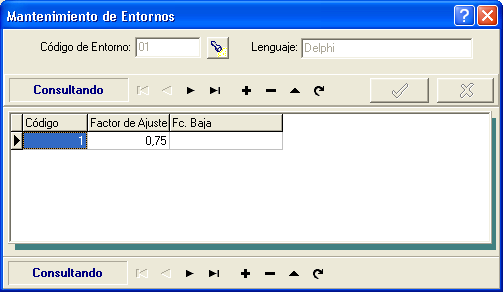 Mantenimiento de Entornos
Código de Entorno: 01 Lenguaje: Delphi
Consultando
Código Factor de Ajuste Fc. Baja
1 0,75
Consultando